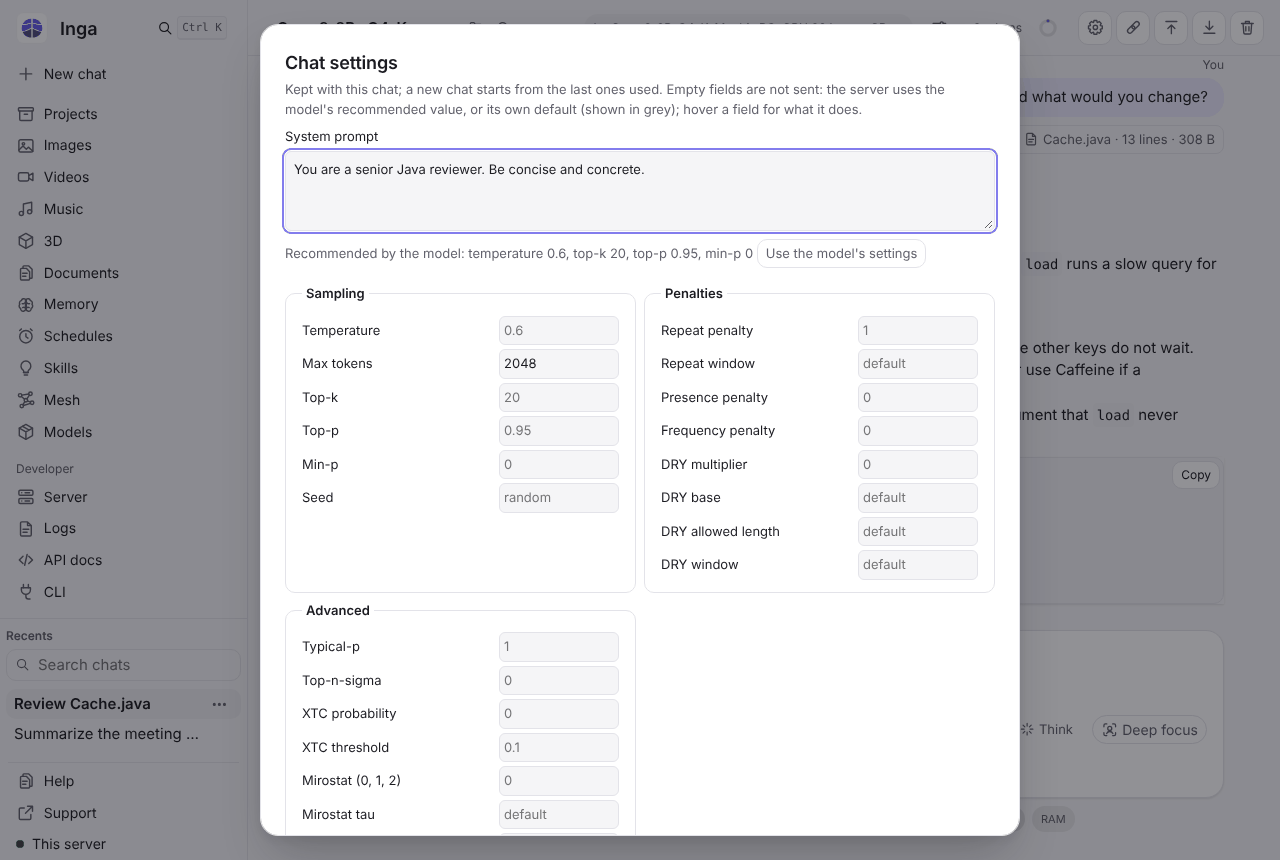 Inga
Ctrl K
New chat
Projects
Images
Videos
Music
3D
Documents
Memory
Schedules
Skills
Mesh
Models
Developer
Server
Logs
API docs
CLI
Recents
Search chats
Review Cache.java
Summarize the meeting ...
Help
Support
This server
Chat settings
Kept with this chat; a new chat starts from the last ones used. Empty fields are not sent: the server uses the
model's recommended value, or its own default (shown in grey); hover a field for what it does.
System prompt
You are a senior Java reviewer. Be concise and concrete.
Recommended by the model: temperature 0.6, top-k 20, top-p 0.95, min-p 0
Use the model's settings
Sampling
Temperature 0.6
Max tokens 2048
Top-k 20
Top-p 0.95
Min-p 0
Seed random
Penalties
Repeat penalty 1
Repeat window default
Presence penalty 0
Frequency penalty 0
DRY multiplier 0
DRY base default
DRY allowed length default
DRY window default
Advanced
Typical-p 1
Top-n-sigma 0
XTC probability 0
XTC threshold 0.1
Mirostat (0, 1, 2) 0
Mirostat tau default
You
what would you change?
Cache.java · 13 lines · 308 B
load runs a slow query for
other keys do not wait.
use Caffeine if a
that load never
Copy
Think
Deep focus
RAM